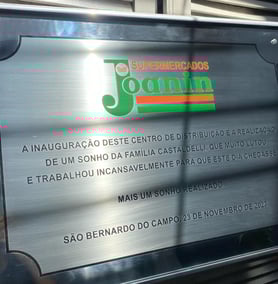 SUPERMERCADOS
Joanin
A INAUGURAÇÃO DESTE CENTRO DE DISTRIBUIÇÃO É A REALIZAÇÃO
DE UM SONHO DA FAMÍLIA CASTALDELLI, QUE MUITO LUTOU
E TRABALHOU INCANSAVELMENTE PARA QUE ESTE DIA CHEGASSE
MAIS UM SONHO REALIZADO
SÃO BERNARDO DO CAMPO, 23 DE NOVEMBRO DE